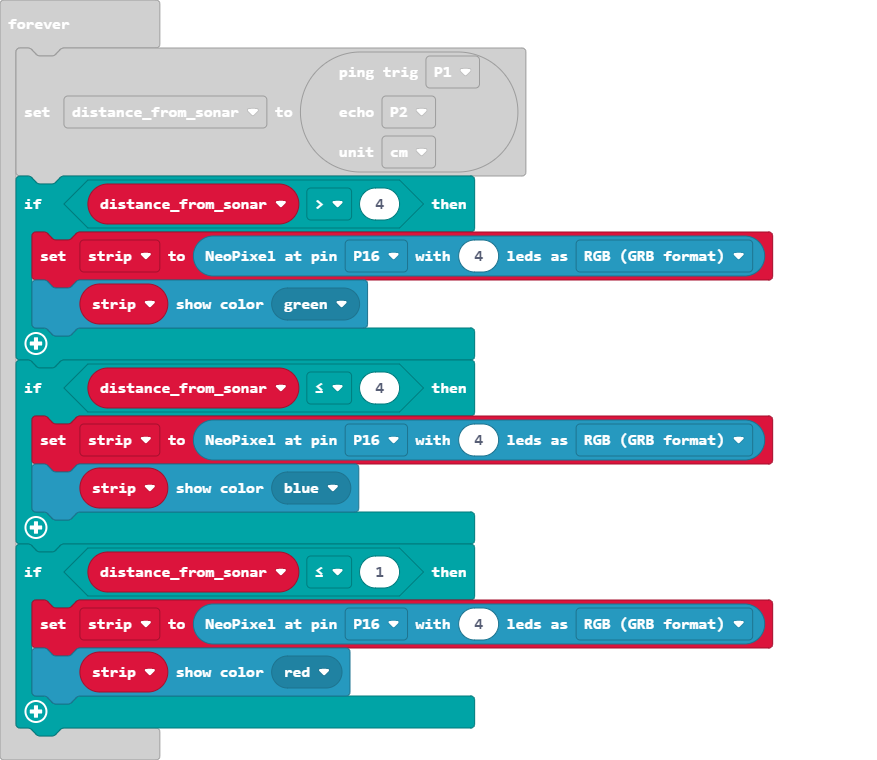 forever
ping trig P1
set distance_from_sonar to echo P2
unit cm
if distance_from_sonar > 4 then
set strip to NeoPixel at pin P16 with 4 leds as RGB (GRB format)
strip show color green
if distance_from_sonar ≤ 4 then
set strip to NeoPixel at pin P16 with 4 leds as RGB (GRB format)
strip show color blue
if distance_from_sonar ≤ 1 then
set strip to NeoPixel at pin P16 with 4 leds as RGB (GRB format)
strip show color red